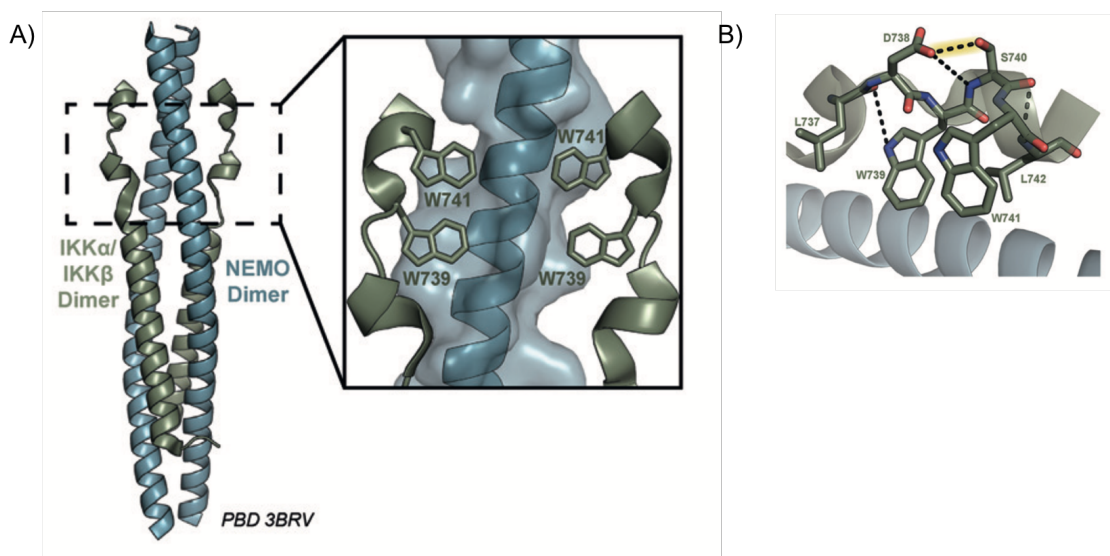 A)
IKKα/
IKKβ
Dimer
NEMO
Dimer
PBD 3BRV
W741
W741
W739
W739
B)
D738
S740
L737
W739
L742
W741